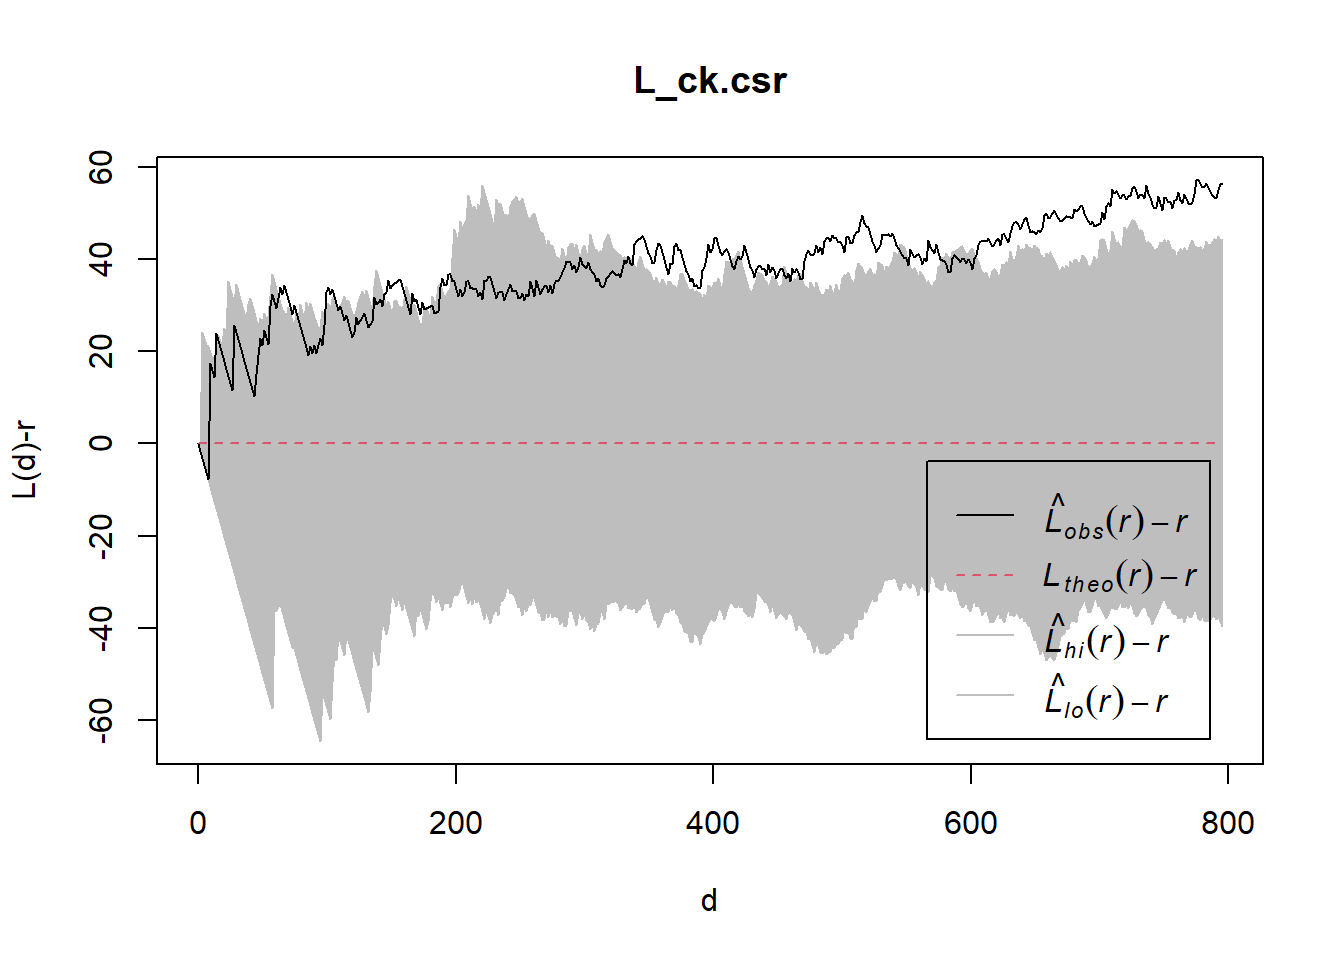 L_ck.csr
60
40
20
0
-20
-40
-60
L(d)-r
L̂obs(r) − r
Ltheo(r) − r
L̂hi(r) − r
L̂lo(r) − r
0 200 400 600 800
d